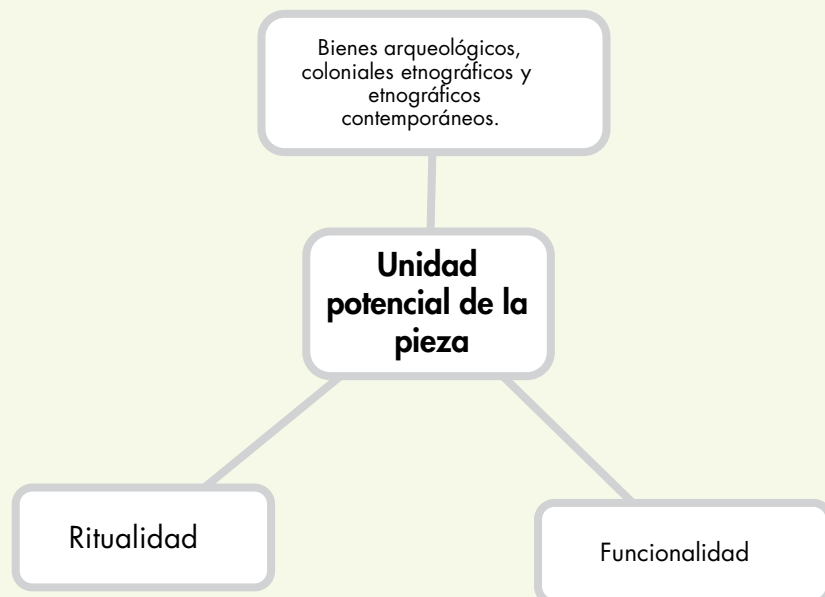 Bienes arqueológicos,
coloniales etnográficos y
etnográficos
contemporáneos.
Unidad
potencial de la
pieza
Ritualidad
Funcionalidad